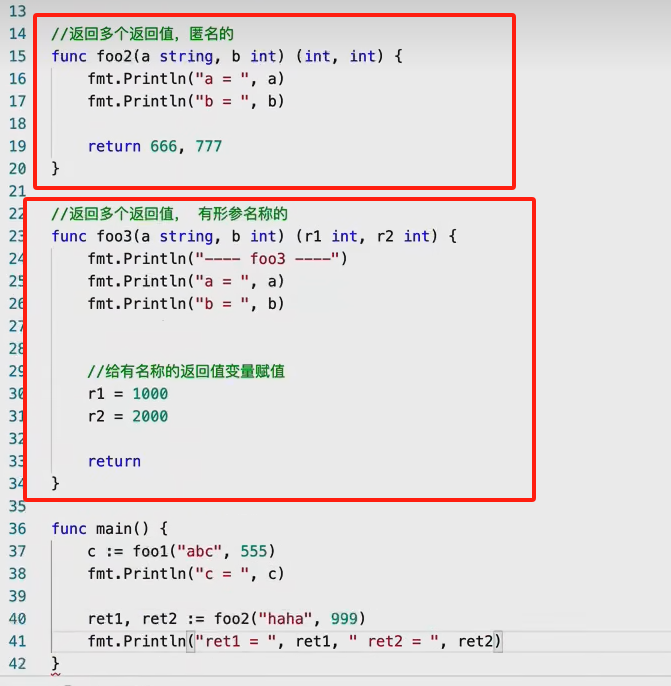 13
14 //返回多个返回值，匿名的
15 func foo2(a string, b int) (int, int) {
16 fmt.Println("a = ", a)
17 fmt.Println("b = ", b)
18
19 return 666, 777
20 }
21
22 //返回多个返回值， 有形参名称的
23 func foo3(a string, b int) (r1 int, r2 int) {
24 fmt.Println("---- foo3 ----")
25 fmt.Println("a = ", a)
26 fmt.Println("b = ", b)
27
28
29 //给有名称的返回值变量赋值
30 r1 = 1000
31 r2 = 2000
32
33 return
34 }
35
36 func main() {
37 c := foo1("abc", 555)
38 fmt.Println("c = ", c)
39
40 ret1, ret2 := foo2("haha", 999)
41 fmt.Println("ret1 = ", ret1, " ret2 = ", ret2)
42 }